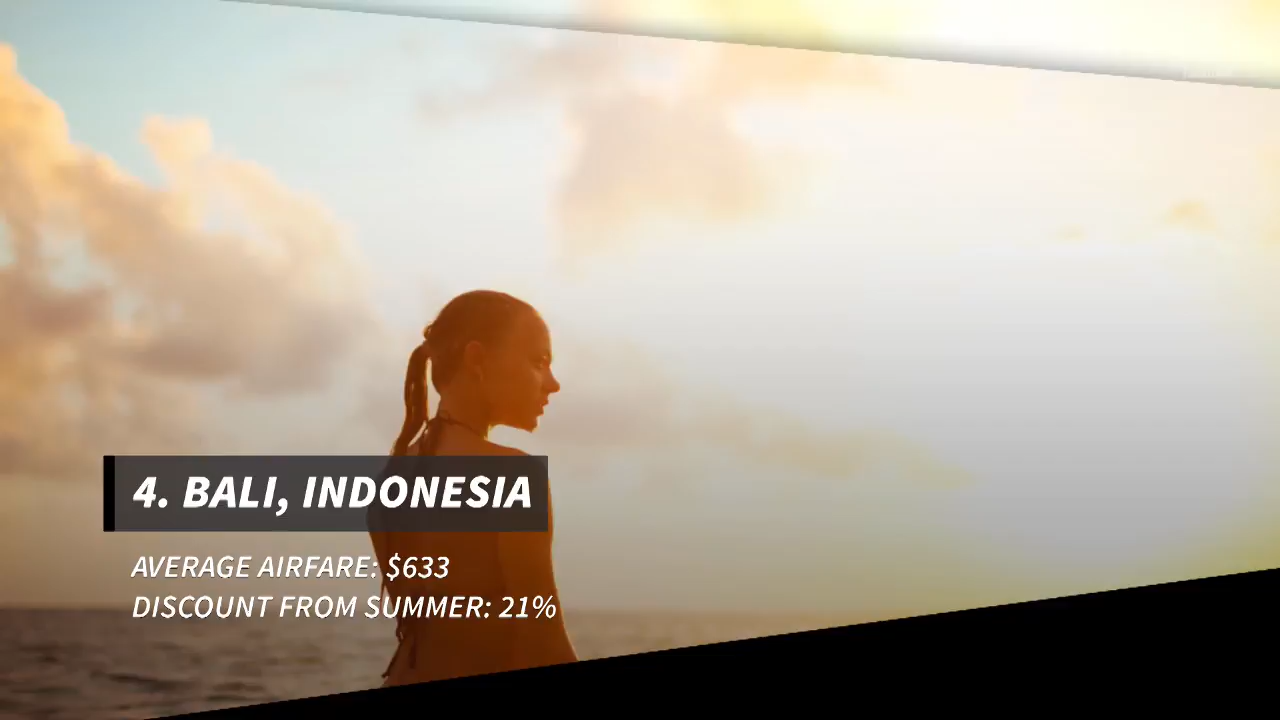 4. BALI, INDONESIA
AVERAGE AIRFARE: $633
DISCOUNT FROM SUMMER: 21%